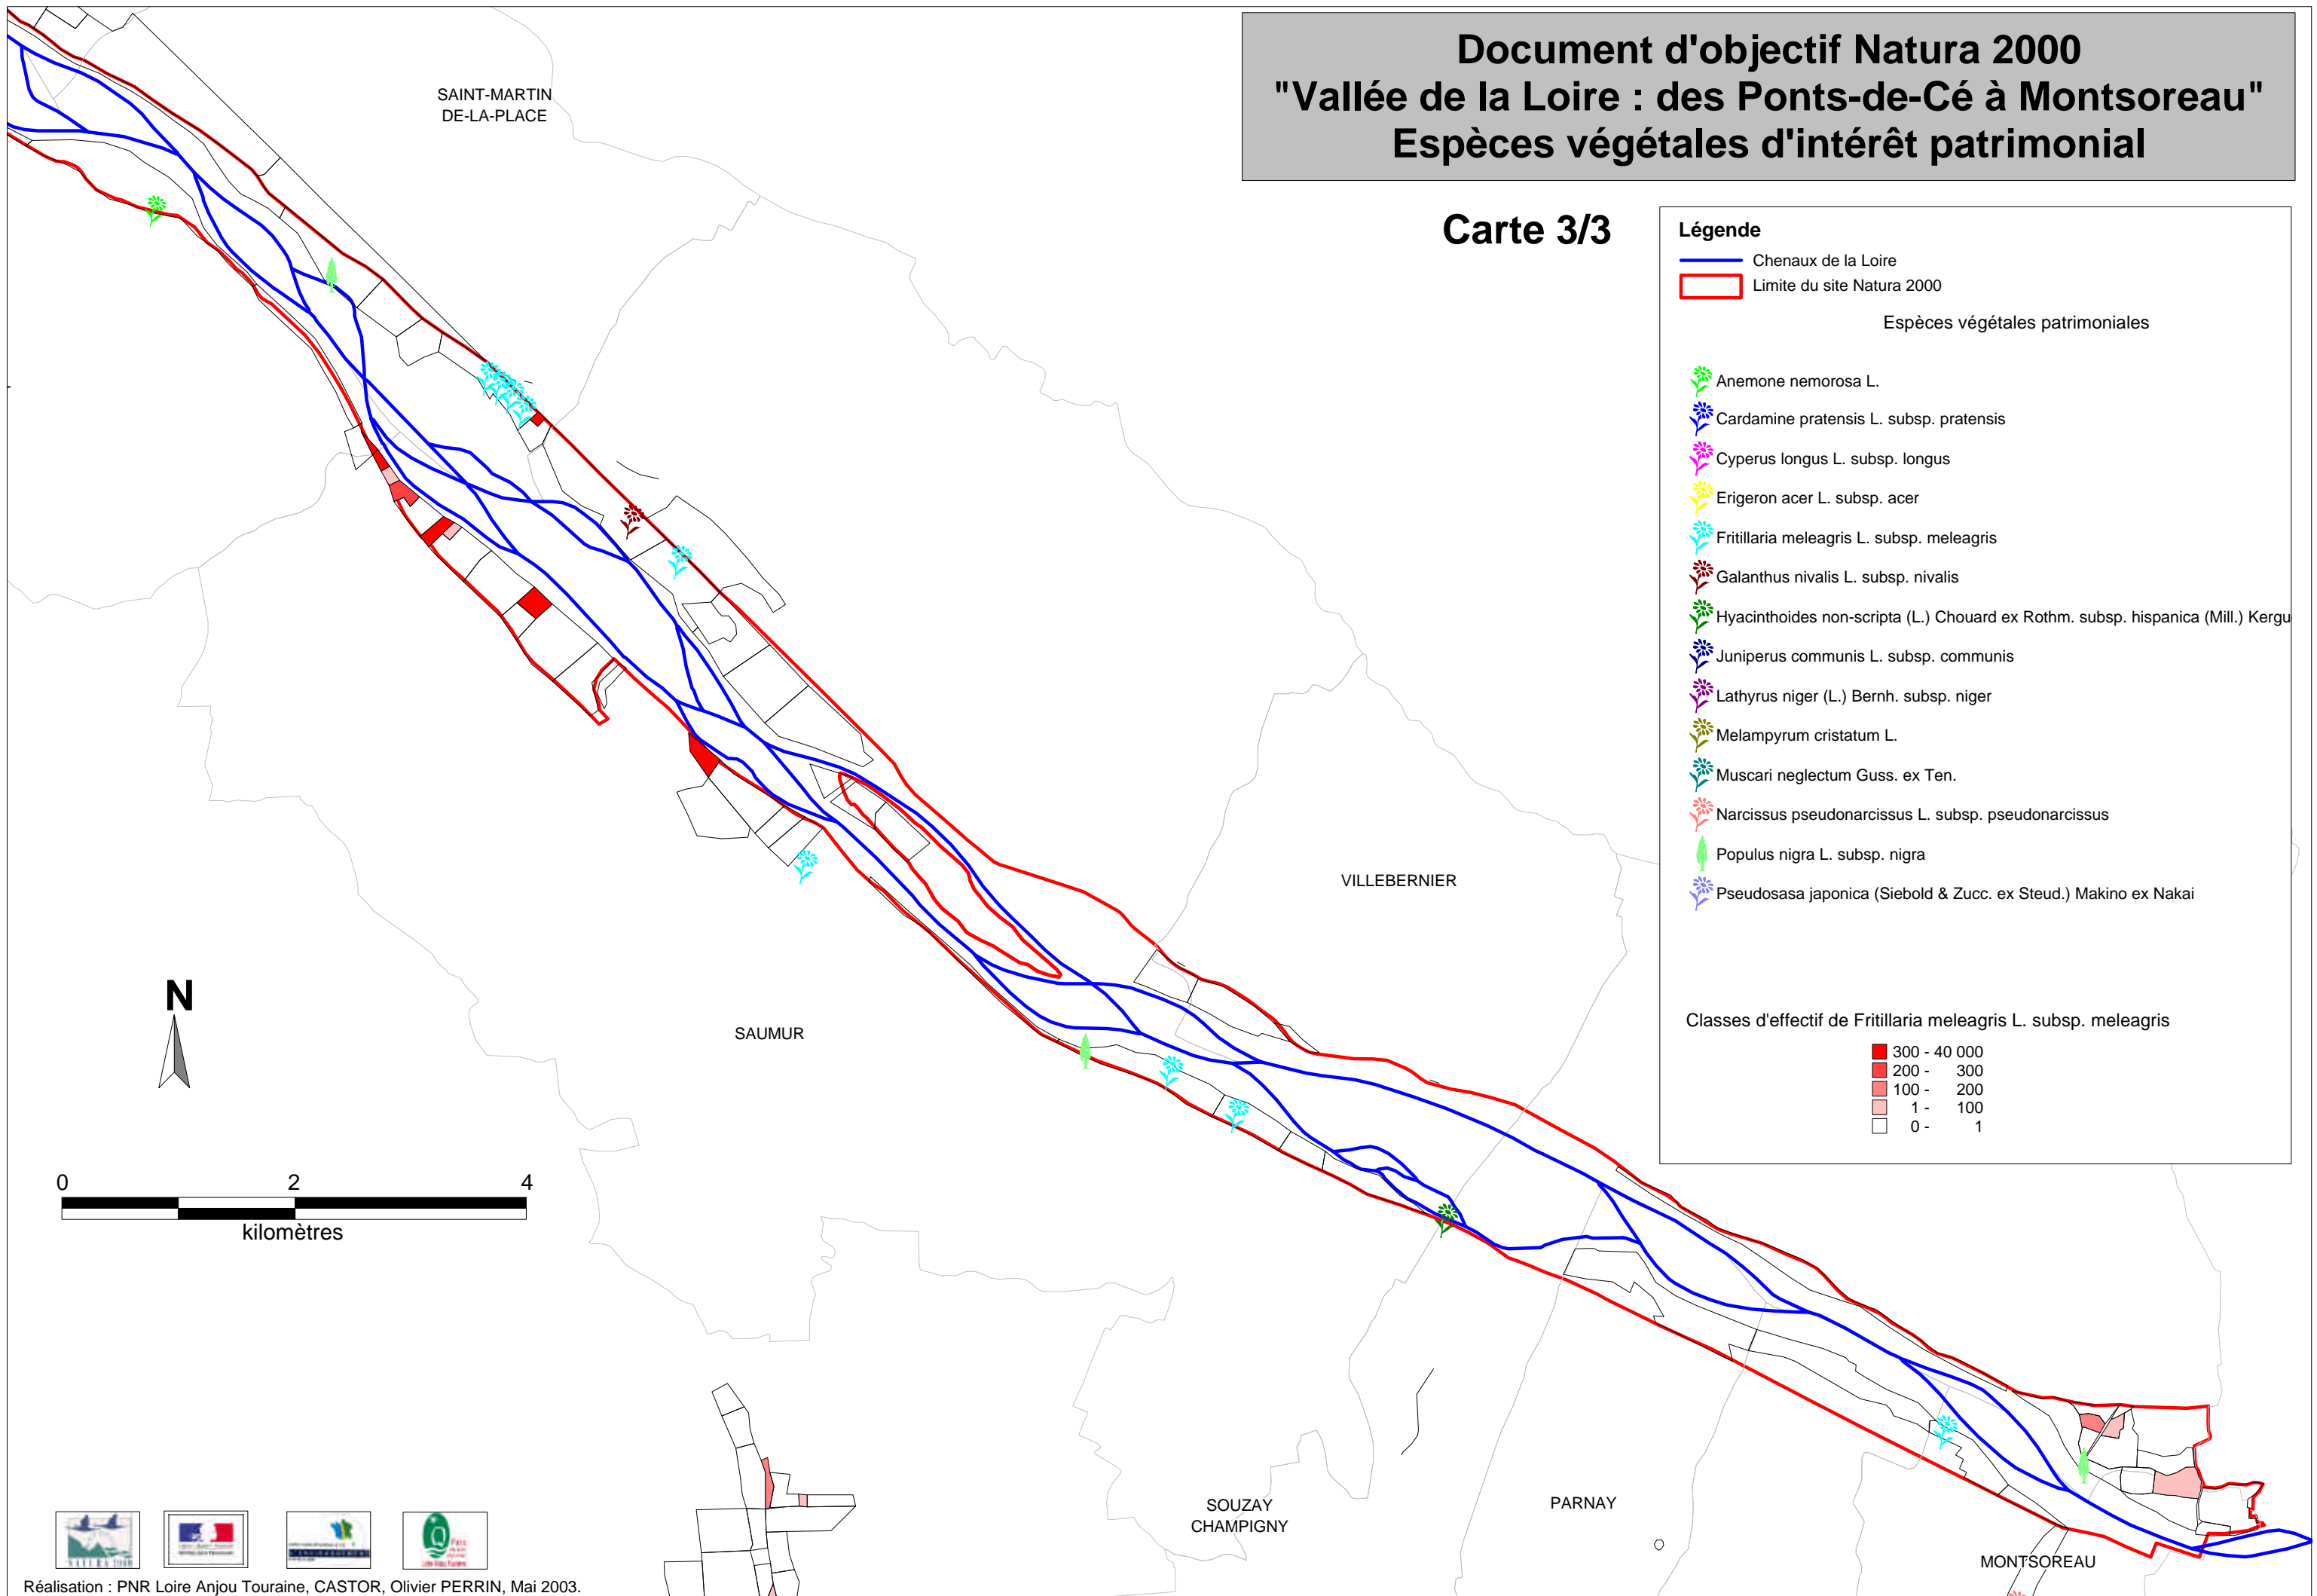 Document d'objectif Natura 2000
"Vallée de la Loire : des Ponts-de-Cé à Montsoreau"
Espèces végétales d'intérêt patrimonial
Carte 3/3
SAINT-MARTIN
DE-LA-PLACE
Légende
Chenaux de la Loire
Limite du site Natura 2000
Espèces végétales patrimoniales
Anemone nemorosa L.
Cardamine pratensis L. subsp. pratensis
Cyperus longus L. subsp. longus
Erigeron acer L. subsp. acer
Fritillaria meleagris L. subsp. meleagris
Galanthus nivalis L. subsp. nivalis
Hyacinthoides non-scripta (L.) Chouard ex Rothm. subsp. hispanica (Mill.) Kergu
Juniperus communis L. subsp. communis
Lathyrus niger (L.) Bernh. subsp. niger
Melampyrum cristatum L.
Muscari neglectum Guss. ex Ten.
Narcissus pseudonarcissus L. subsp. pseudonarcissus
Populus nigra L. subsp. nigra
Pseudosasa japonica (Siebold & Zucc. ex Steud.) Makino ex Nakai
Classes d'effectif de Fritillaria meleagris L. subsp. meleagris
300 - 40 000
200 - 300
100 - 200
1 - 100
0 - 1
VILLEBERNIER
SAUMUR
N
0 2 4
kilomètres
SOUZAY
CHAMPIGNY
PARNAY
MONTSOREAU
NATURA 2000
Q
Parc
Loire Anjou Touraine
Réalisation : PNR Loire Anjou Touraine, CASTOR, Olivier PERRIN, Mai 2003.